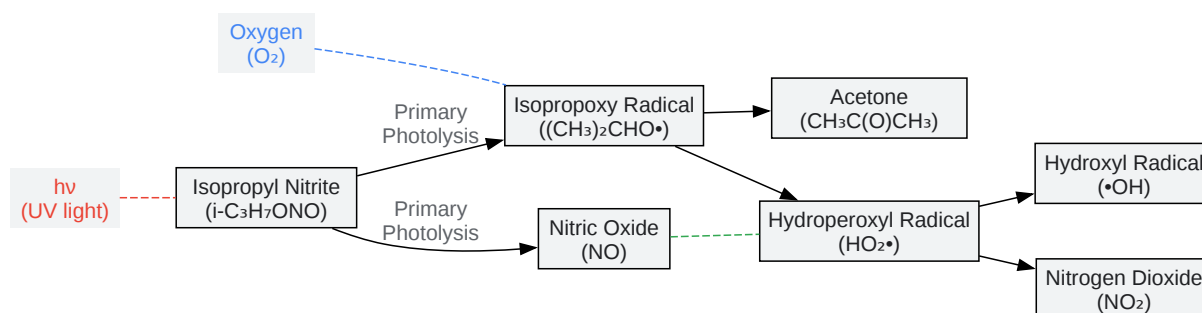 Oxygen
(O₂)
Primary
Photolysis
Isopropoxy Radical
((CH₃)₂CHO•)
Acetone
(CH₃C(O)CH₃)
hν
(UV light)
Isopropyl Nitrite
(i-C₃H₇ONO)
Primary
Photolysis
Nitric Oxide
(NO)
Hydroperoxyl Radical
(HO₂•)
Hydroxyl Radical
(•OH)
Nitrogen Dioxide
(NO₂)